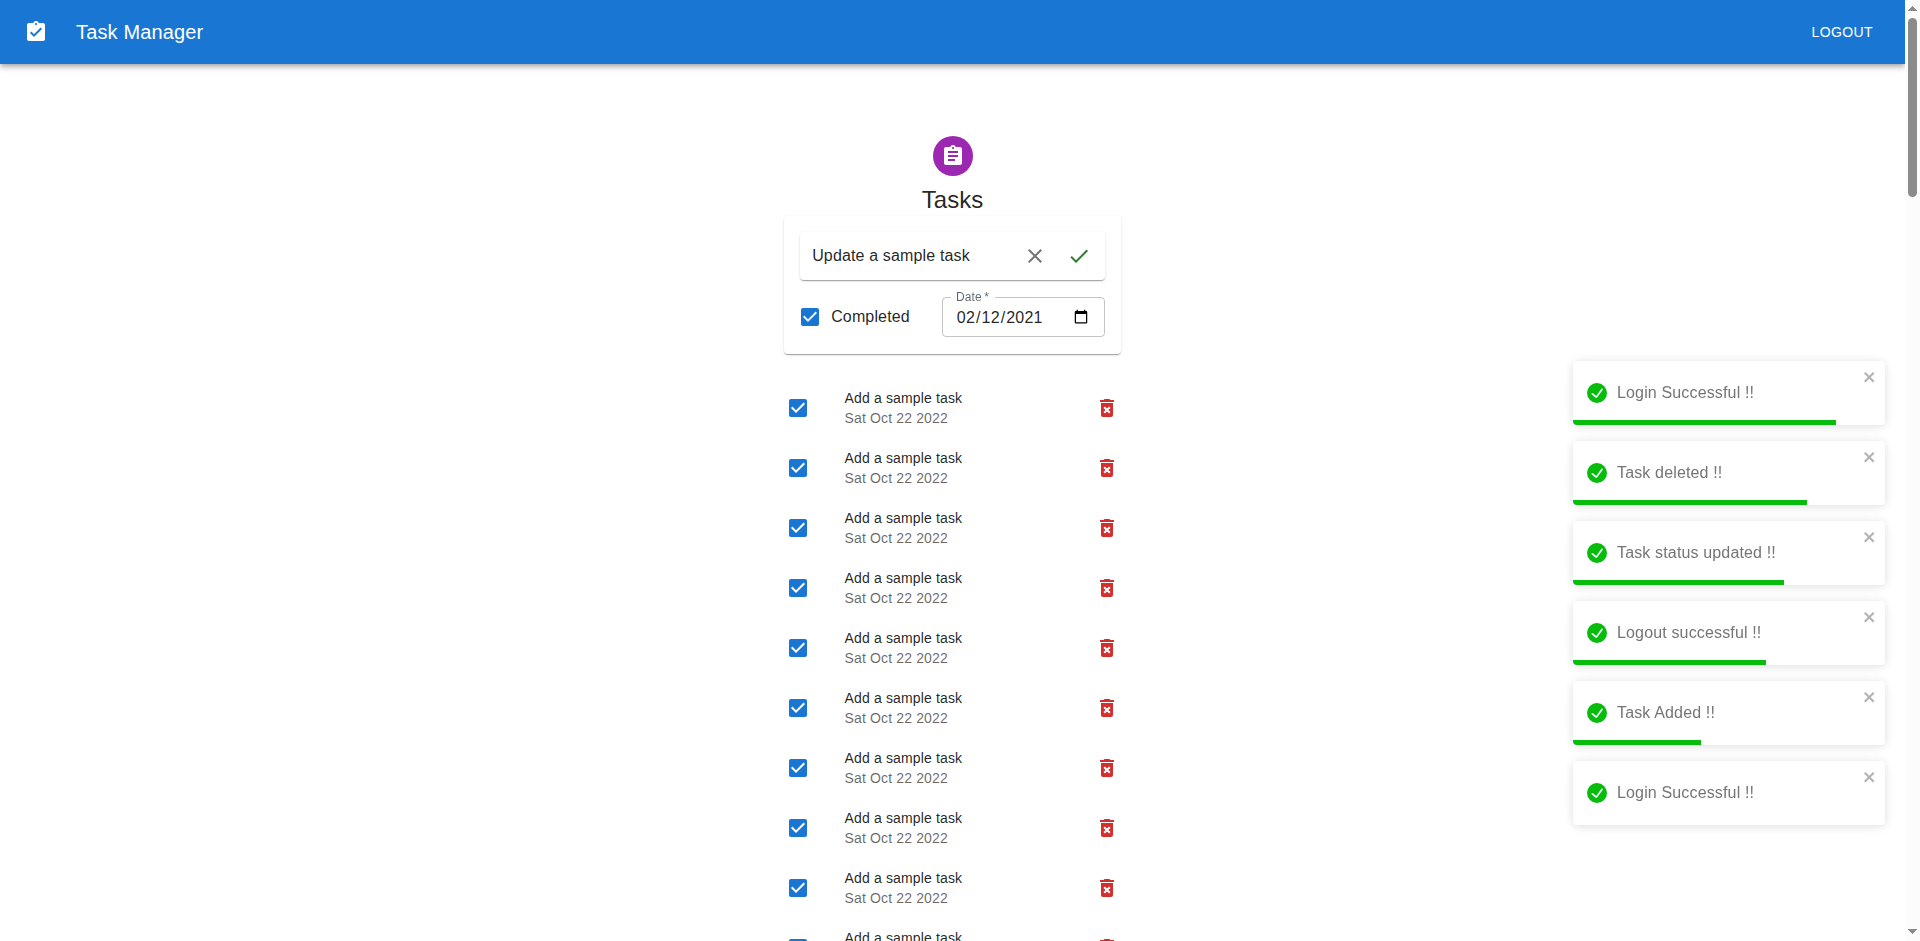 Task Manager
LOGOUT
Tasks
Update a sample task
Completed
Date *
02/12/2021
Add a sample task
Sat Oct 22 2022
Add a sample task
Sat Oct 22 2022
Add a sample task
Sat Oct 22 2022
Add a sample task
Sat Oct 22 2022
Add a sample task
Sat Oct 22 2022
Add a sample task
Sat Oct 22 2022
Add a sample task
Sat Oct 22 2022
Add a sample task
Sat Oct 22 2022
Add a sample task
Sat Oct 22 2022
Add a sample task
Login Successful !!
Task deleted !!
Task status updated !!
Logout successful !!
Task Added !!
Login Successful !!